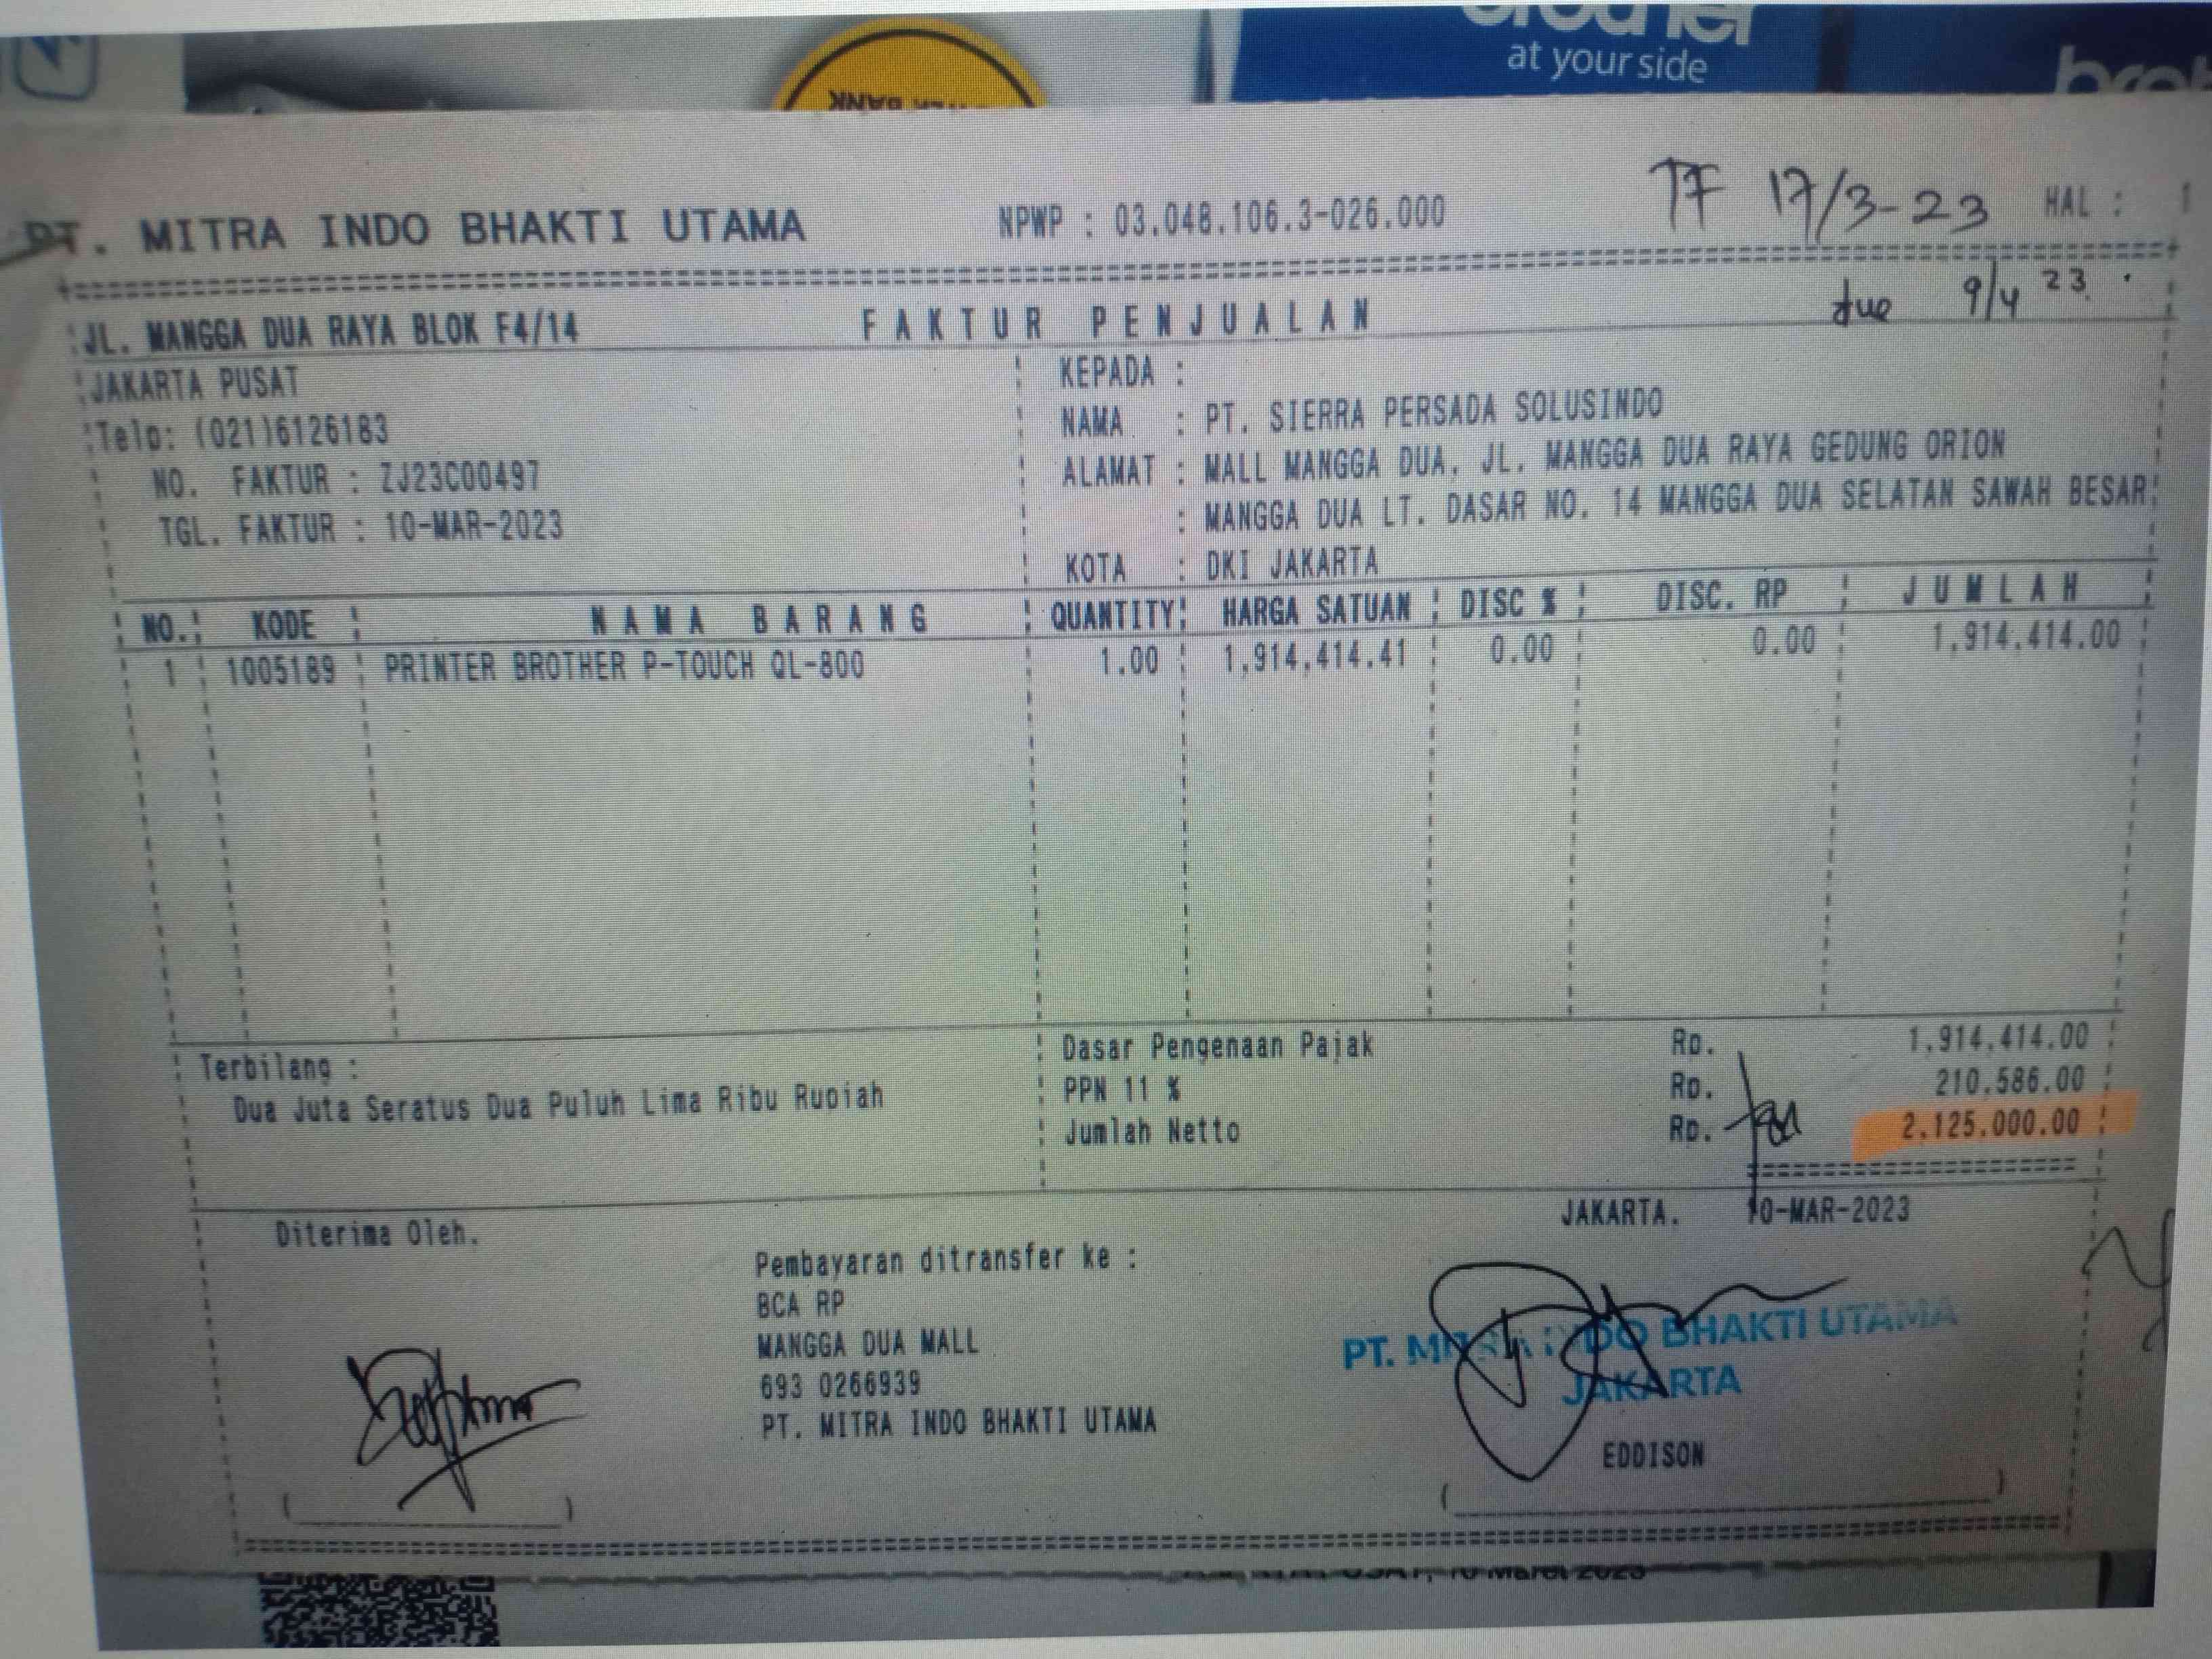 at your side
PT. MITRA INDO BHAKTI UTAMA NPWP : 03.048.106.3-026.000 TF 17/3-23 HAL : 1
due 9/4 23
JL. MANGGA DUA RAYA BLOK F4/14 FAKTUR PENJUALAN
JAKARTA PUSAT KEPADA :
Telp: (021)6126183 NAMA : PT. SIERRA PERSADA SOLUSINDO
NO. FAKTUR : ZJ23C00497 ALAMAT : MALL MANGGA DUA, JL. MANGGA DUA RAYA GEDUNG ORION
TGL. FAKTUR : 10-MAR-2023 : MANGGA DUA LT. DASAR NO. 14 MANGGA DUA SELATAN SAWAH BESAR
KOTA : DKI JAKARTA
NO. KODE NAMA BARANG QUANTITY HARGA SATUAN DISC % DISC. RP JUMLAH
1 1005189 PRINTER BROTHER P-TOUCH QL-800 1.00 1,914,414.41 0.00 0.00 1,914,414.00
Terbilang : Dasar Pengenaan Pajak Rp. 1,914,414.00
Dua Juta Seratus Dua Puluh Lima Ribu Rupiah PPN 11 % Rp. 210,586.00
Jumlah Netto Rp. 2,125,000.00
JAKARTA, 10-MAR-2023
Diterima Oleh,
Pembayaran ditransfer ke :
BCA RP
MANGGA DUA MALL
693 0266939
PT. MITRA INDO BHAKTI UTAMA
PT. MITRA INDO BHAKTI UTAMA
JAKARTA
EDDISON